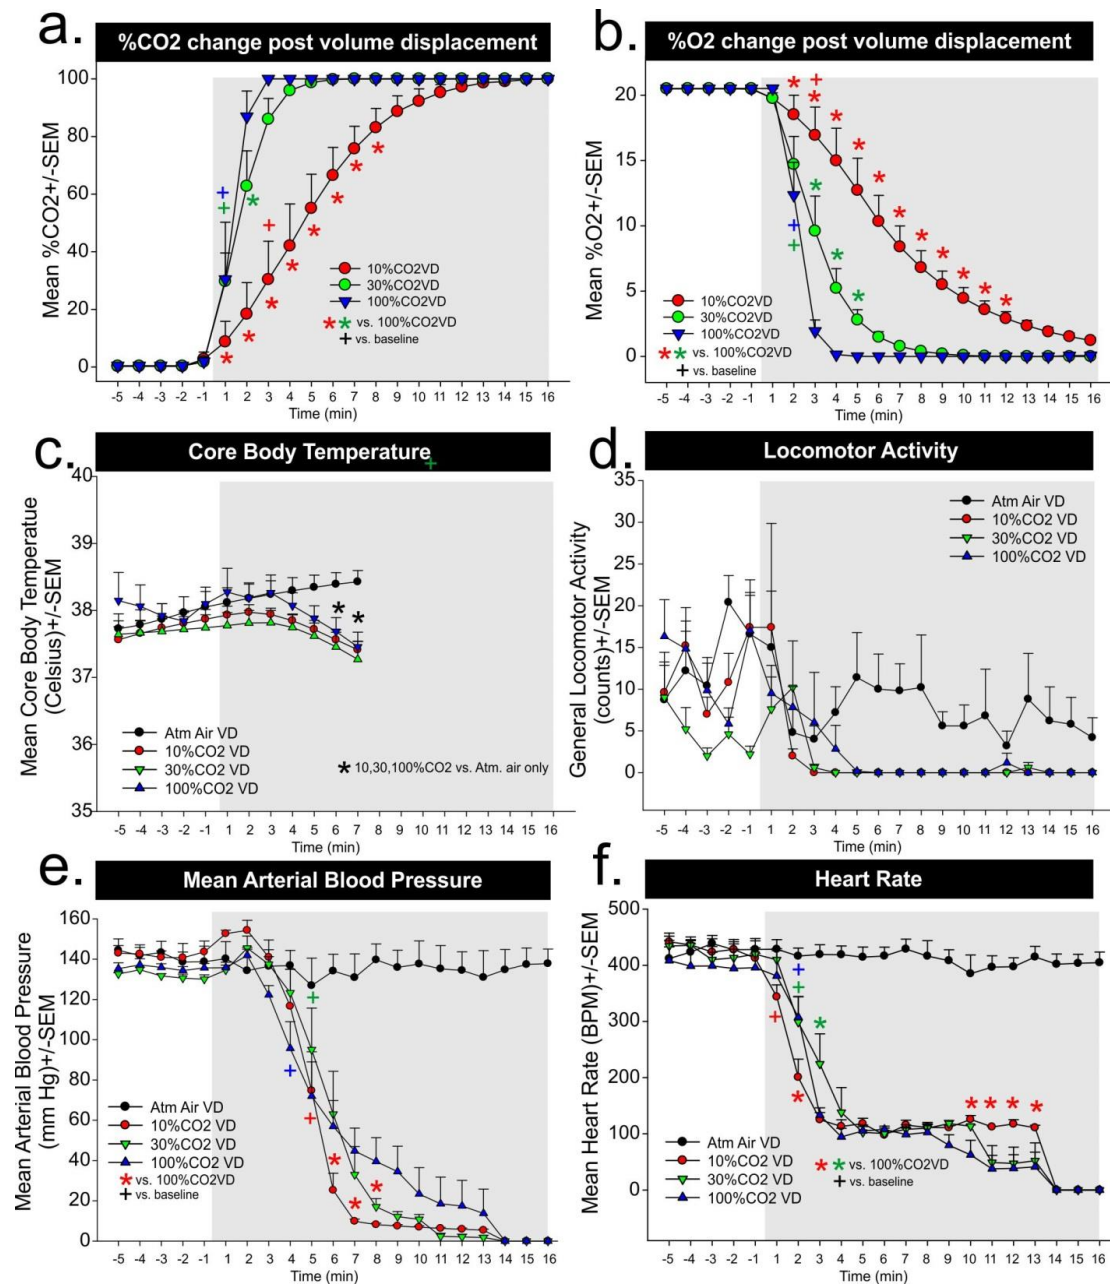 a.
%CO2 change post volume displacement
Mean %CO2+/-SEM
100
80
60
40
20
0
10%CO2VD
30%CO2VD
100%CO2VD
** vs. 100%CO2VD
+ vs. baseline
-5 -4 -3 -2 -1 1 2 3 4 5 6 7 8 9 10 11 12 13 14 15 16
Time (min)
b.
%O2 change post volume displacement
Mean %O2+/-SEM
20
15
10
5
0
10%CO2VD
30%CO2VD
100%CO2VD
** vs. 100%CO2VD
+ vs. baseline
-5 -4 -3 -2 -1 1 2 3 4 5 6 7 8 9 10 11 12 13 14 15 16
Time (min)
c.
Core Body Temperature
Mean Core Body Temperatue
(Celsius)+/-SEM
40
38
37
36
35
Atm Air VD
10%CO2 VD
30%CO2 VD
100%CO2 VD
* 10,30,100%CO2 vs. Atm. air only
-5 -4 -3 -2 -1 1 2 3 4 5 6 7 8 9 10 11 12 13 14 15 16
Time (min)
d.
Locomotor Activity
General Locomotor Activity
(counts)+/-SEM
35
30
25
20
15
10
5
0
Atm Air VD
10%CO2 VD
30%CO2 VD
100%CO2 VD
-5 -4 -3 -2 -1 1 2 3 4 5 6 7 8 9 10 11 12 13 14 15 16
Time (min)
e.
Mean Arterial Blood Pressure
Mean Arterial Blood Pressure
(mm Hg)+/-SEM
160
140
120
100
80
60
40
20
0
Atm Air VD
10%CO2 VD
30%CO2 VD
100%CO2 VD
* vs. 100%CO2VD
+ vs. baseline
-5 -4 -3 -2 -1 1 2 3 4 5 6 7 8 9 10 11 12 13 14 15 16
Time (min)
f.
Heart Rate
Mean Heart Rate (BPM)+/-SEM
500
400
300
200
100
0
Atm Air VD
10%CO2 VD
30%CO2 VD
100%CO2 VD
** vs. 100%CO2VD
+ vs. baseline
-5 -4 -3 -2 -1 1 2 3 4 5 6 7 8 9 10 11 12 13 14 15 16
Time (min)